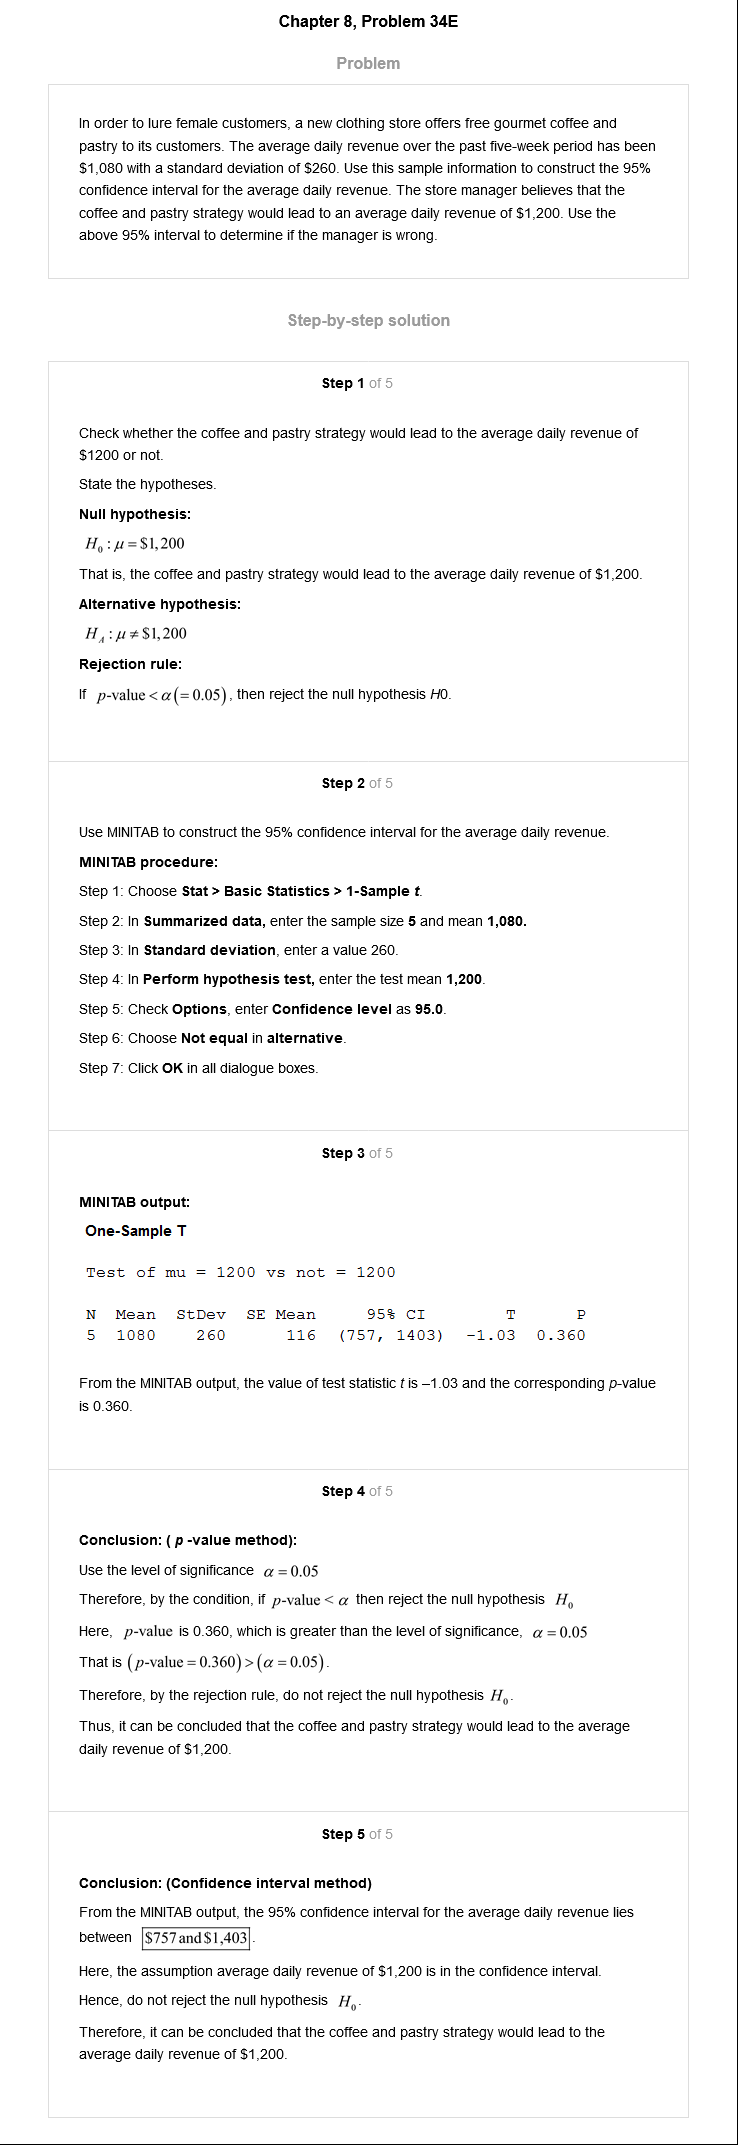 Chapter 8, Problem 34E
Problem
In order to lure female customers, a new clothing store offers free gourmet coffee and
pastry to its customers. The average daily revenue over the past five-week period has been
$1,080 with a standard deviation of $260. Use this sample information to construct the 95%
confidence interval for the average daily revenue. The store manager believes that the
coffee and pastry strategy would lead to an average daily revenue of $1,200. Use the
above 95% interval to determine if the manager is wrong.
Step-by-step solution
Step 1 of 5
Check whether the coffee and pastry strategy would lead to the average daily revenue of
$1200 or not.
State the hypotheses.
Null hypothesis:
H₀ : μ = $1,200
That is, the coffee and pastry strategy would lead to the average daily revenue of $1,200.
Alternative hypothesis:
H_A : μ ≠ $1,200
Rejection rule:
If p-value < α (= 0.05), then reject the null hypothesis H0.
Step 2 of 5
Use MINITAB to construct the 95% confidence interval for the average daily revenue.
MINITAB procedure:
Step 1: Choose Stat > Basic Statistics > 1-Sample t.
Step 2: In Summarized data, enter the sample size 5 and mean 1,080.
Step 3: In Standard deviation, enter a value 260.
Step 4: In Perform hypothesis test, enter the test mean 1,200.
Step 5: Check Options, enter Confidence level as 95.0.
Step 6: Choose Not equal in alternative.
Step 7: Click OK in all dialogue boxes.
Step 3 of 5
MINITAB output:
One-Sample T
Test of mu = 1200 vs not = 1200
N Mean StDev SE Mean 95% CI T P
5 1080 260 116 (757, 1403) -1.03 0.360
From the MINITAB output, the value of test statistic t is –1.03 and the corresponding p-value
is 0.360.
Step 4 of 5
Conclusion: ( p -value method):
Use the level of significance α = 0.05
Therefore, by the condition, if p-value < α then reject the null hypothesis H₀
Here, p-value is 0.360, which is greater than the level of significance, α = 0.05
That is (p-value = 0.360) > (α = 0.05).
Therefore, by the rejection rule, do not reject the null hypothesis H₀.
Thus, it can be concluded that the coffee and pastry strategy would lead to the average
daily revenue of $1,200.
Step 5 of 5
Conclusion: (Confidence interval method)
From the MINITAB output, the 95% confidence interval for the average daily revenue lies
between $757 and $1,403.
Here, the assumption average daily revenue of $1,200 is in the confidence interval.
Hence, do not reject the null hypothesis H₀.
Therefore, it can be concluded that the coffee and pastry strategy would lead to the
average daily revenue of $1,200.